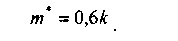 m* = 0,6k.